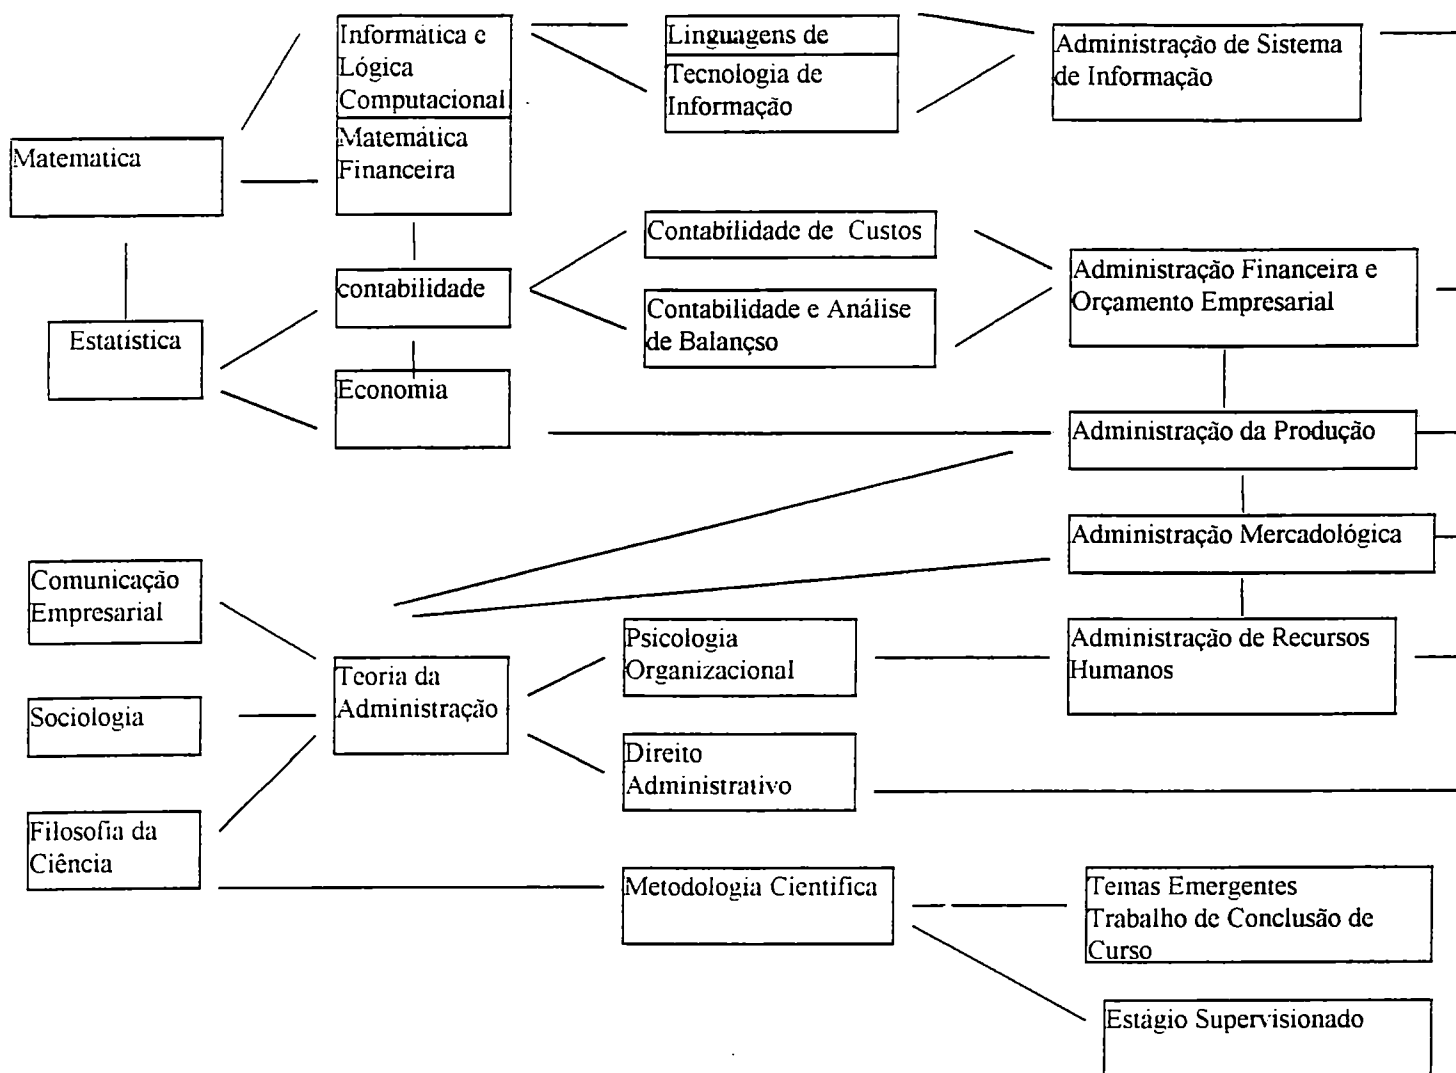 Informática e
Lógica
Computacional
Linguagens de
Tecnologia de
Informação
Administração de Sistema
de Informação
Matematica
Matemática
Financeira
Contabilidade de Custos
Administração Financeira e
Orçamento Empresarial
contabilidade
Contabilidade e Análise
de Balançso
Estatística
Economia
Administração da Produção
Administração Mercadológica
Comunicação
Empresarial
Psicologia
Organizacional
Administração de Recursos
Humanos
Teoria da
Administração
Sociologia
Direito
Administrativo
Filosofia da
Ciência
Metodologia Cientifica
Temas Emergentes
Trabalho de Conclusão de
Curso
Estágio Supervisionado